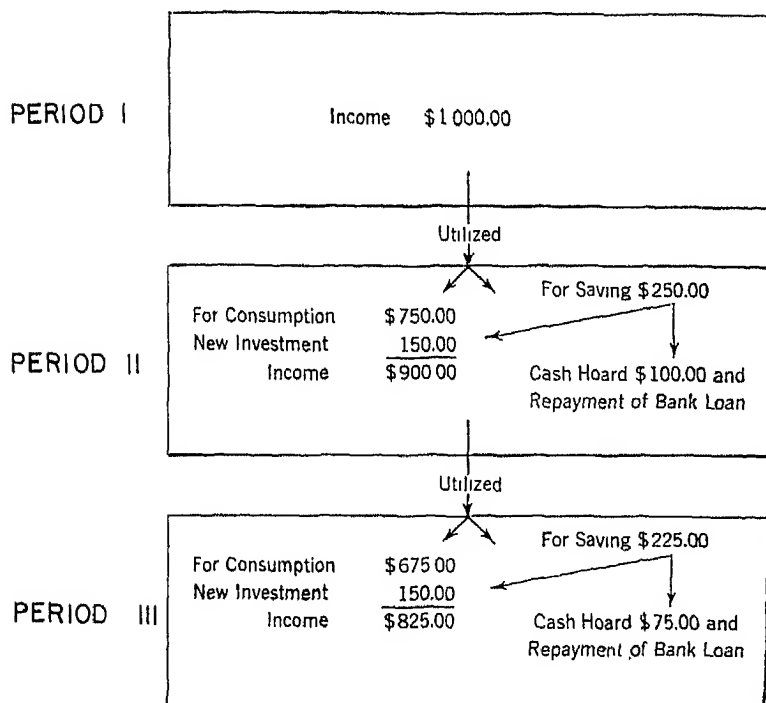 PERIOD I
Income $1000.00
Utilized
For Saving $250.00
For Consumption $750.00
New Investment 150.00
PERIOD II
Income $900 00
Cash Hoard $100.00 and
Repayment of Bank Loan
Utilized
For Saving $225.00
For Consumption $675 00
New Investment 150.00
PERIOD III
Income $825.00
Cash Hoard $75.00 and
Repayment of Bank Loan